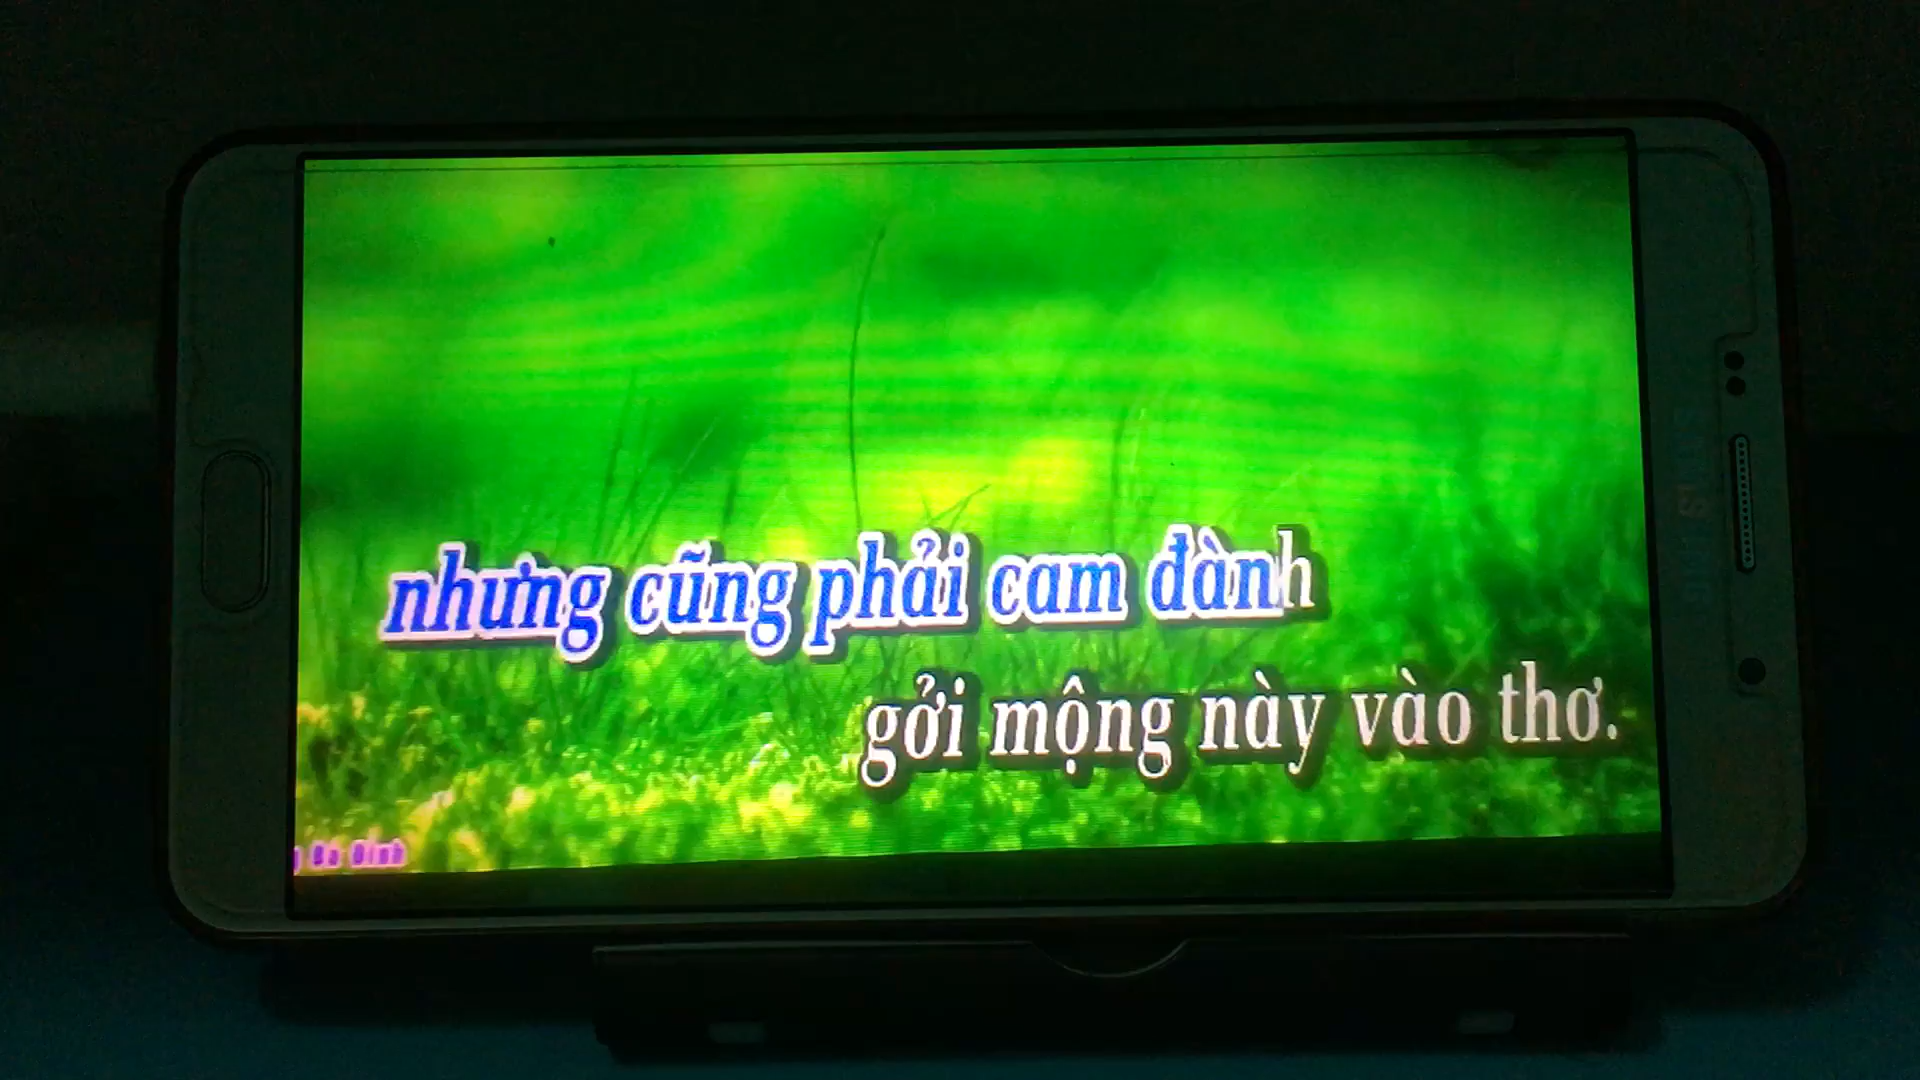 nhưng cũng phải cam đành
gởi mộng này vào thơ.